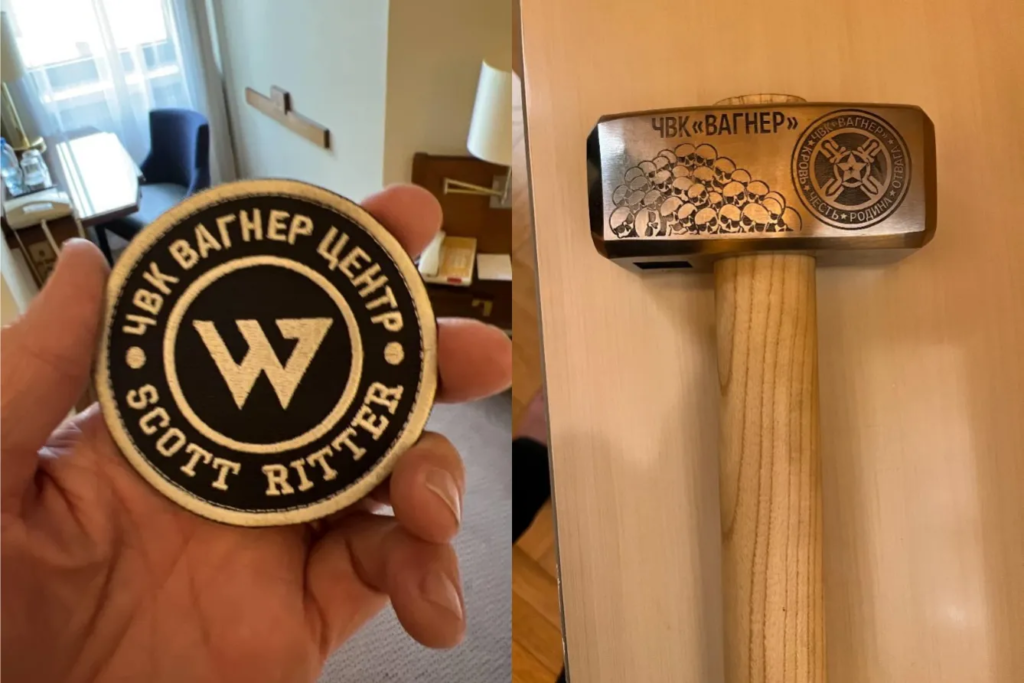 ЧВК ВАГНЕР ЦЕНТР
W
SCOTT RITTER
ЧВК «ВАГНЕР»
ЧВК «ВАГНЕР»
КРОВЬ ЧЕСТЬ РОДИНА ОТВАГА